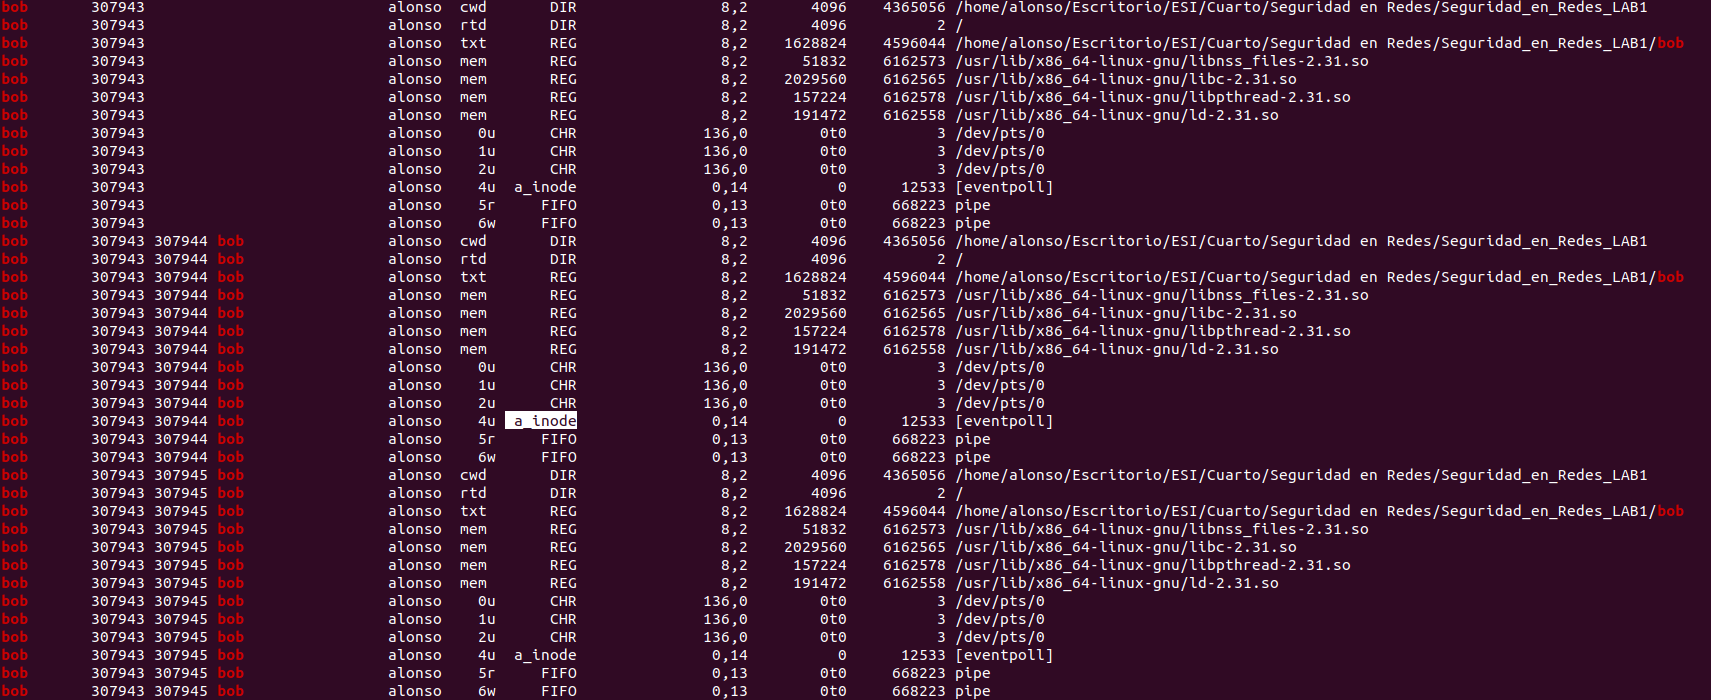 bob 307943 alonso cwd DIR 8,2 4096 4365056 /home/alonso/Escritorio/ESI/Cuarto/Seguridad en Redes/Seguridad_en_Redes_LAB1
bob 307943 alonso rtd DIR 8,2 4096 2 /
bob 307943 alonso txt REG 8,2 1628824 4596044 /home/alonso/Escritorio/ESI/Cuarto/Seguridad en Redes/Seguridad_en_Redes_LAB1/bob
bob 307943 alonso mem REG 8,2 51832 6162573 /usr/lib/x86_64-linux-gnu/libnss_files-2.31.so
bob 307943 alonso mem REG 8,2 2029560 6162565 /usr/lib/x86_64-linux-gnu/libc-2.31.so
bob 307943 alonso mem REG 8,2 157224 6162578 /usr/lib/x86_64-linux-gnu/libpthread-2.31.so
bob 307943 alonso mem REG 8,2 191472 6162558 /usr/lib/x86_64-linux-gnu/ld-2.31.so
bob 307943 alonso 0u CHR 136,0 0t0 3 /dev/pts/0
bob 307943 alonso 1u CHR 136,0 0t0 3 /dev/pts/0
bob 307943 alonso 2u CHR 136,0 0t0 3 /dev/pts/0
bob 307943 alonso 4u a_inode 0,14 0 12533 [eventpoll]
bob 307943 alonso 5r FIFO 0,13 0t0 668223 pipe
bob 307943 alonso 6w FIFO 0,13 0t0 668223 pipe
bob 307943 307944 bob alonso cwd DIR 8,2 4096 4365056 /home/alonso/Escritorio/ESI/Cuarto/Seguridad en Redes/Seguridad_en_Redes_LAB1
bob 307943 307944 bob alonso rtd DIR 8,2 4096 2 /
bob 307943 307944 bob alonso txt REG 8,2 1628824 4596044 /home/alonso/Escritorio/ESI/Cuarto/Seguridad en Redes/Seguridad_en_Redes_LAB1/bob
bob 307943 307944 bob alonso mem REG 8,2 51832 6162573 /usr/lib/x86_64-linux-gnu/libnss_files-2.31.so
bob 307943 307944 bob alonso mem REG 8,2 2029560 6162565 /usr/lib/x86_64-linux-gnu/libc-2.31.so
bob 307943 307944 bob alonso mem REG 8,2 157224 6162578 /usr/lib/x86_64-linux-gnu/libpthread-2.31.so
bob 307943 307944 bob alonso mem REG 8,2 191472 6162558 /usr/lib/x86_64-linux-gnu/ld-2.31.so
bob 307943 307944 bob alonso 0u CHR 136,0 0t0 3 /dev/pts/0
bob 307943 307944 bob alonso 1u CHR 136,0 0t0 3 /dev/pts/0
bob 307943 307944 bob alonso 2u CHR 136,0 0t0 3 /dev/pts/0
bob 307943 307944 bob alonso 4u a_inode 0,14 0 12533 [eventpoll]
bob 307943 307944 bob alonso 5r FIFO 0,13 0t0 668223 pipe
bob 307943 307944 bob alonso 6w FIFO 0,13 0t0 668223 pipe
bob 307943 307945 bob alonso cwd DIR 8,2 4096 4365056 /home/alonso/Escritorio/ESI/Cuarto/Seguridad en Redes/Seguridad_en_Redes_LAB1
bob 307943 307945 bob alonso rtd DIR 8,2 4096 2 /
bob 307943 307945 bob alonso txt REG 8,2 1628824 4596044 /home/alonso/Escritorio/ESI/Cuarto/Seguridad en Redes/Seguridad_en_Redes_LAB1/bob
bob 307943 307945 bob alonso mem REG 8,2 51832 6162573 /usr/lib/x86_64-linux-gnu/libnss_files-2.31.so
bob 307943 307945 bob alonso mem REG 8,2 2029560 6162565 /usr/lib/x86_64-linux-gnu/libc-2.31.so
bob 307943 307945 bob alonso mem REG 8,2 157224 6162578 /usr/lib/x86_64-linux-gnu/libpthread-2.31.so
bob 307943 307945 bob alonso mem REG 8,2 191472 6162558 /usr/lib/x86_64-linux-gnu/ld-2.31.so
bob 307943 307945 bob alonso 0u CHR 136,0 0t0 3 /dev/pts/0
bob 307943 307945 bob alonso 1u CHR 136,0 0t0 3 /dev/pts/0
bob 307943 307945 bob alonso 2u CHR 136,0 0t0 3 /dev/pts/0
bob 307943 307945 bob alonso 4u a_inode 0,14 0 12533 [eventpoll]
bob 307943 307945 bob alonso 5r FIFO 0,13 0t0 668223 pipe
bob 307943 307945 bob alonso 6w FIFO 0,13 0t0 668223 pipe